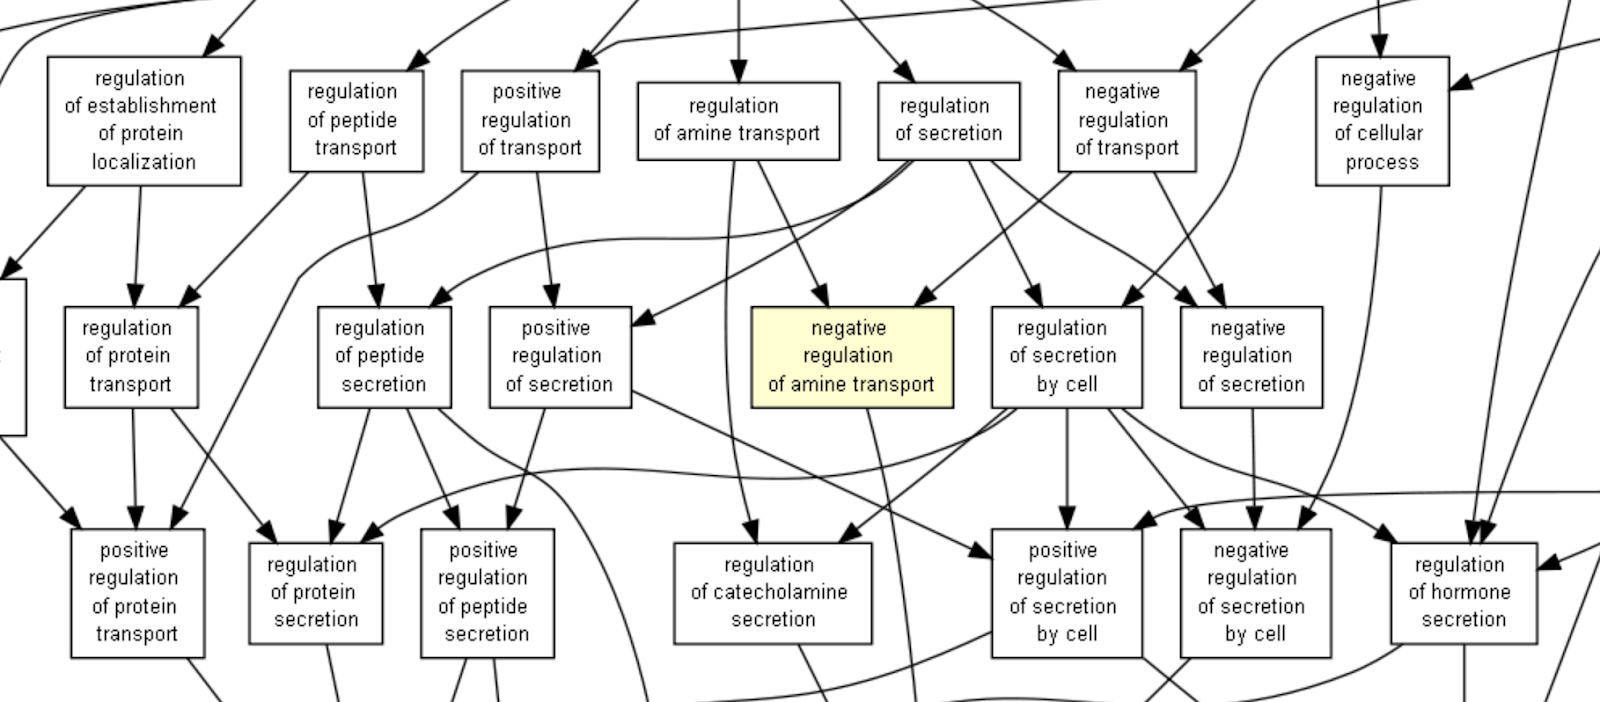 regulation
of establishment
of protein
localization
regulation
of peptide
transport
positive
regulation
of transport
regulation
of amine transport
regulation
of secretion
negative
regulation
of transport
negative
regulation
of cellular
process
regulation
of protein
transport
regulation
of peptide
secretion
positive
regulation
of secretion
negative
regulation
of amine transport
regulation
of secretion
by cell
negative
regulation
of secretion
positive
regulation
of protein
transport
regulation
of protein
secretion
positive
regulation
of peptide
secretion
regulation
of catecholamine
secretion
positive
regulation
of secretion
by cell
negative
regulation
of secretion
by cell
regulation
of hormone
secretion